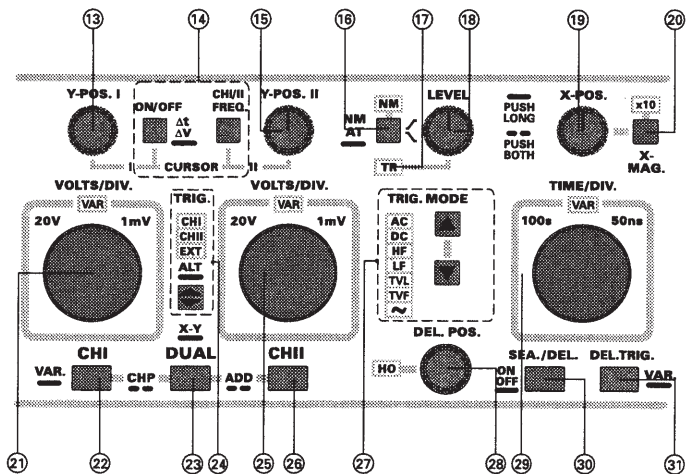 13 14 15 16 17 18 19 20
Y-POS. I
ON/OFF
CHI/II
FREQ.
Y-POS. II
Δt
ΔV
I CURSOR II
NM
AT
NM
LEVEL
TR
PUSH
LONG
PUSH
BOTH
X-POS.
x10
X-
MAG.
VOLTS/DIV.
VAR
20V 1mV
TRIG.
CHI
CHII
EXT
ALT
VOLTS/DIV.
VAR
20V 1mV
TRIG. MODE
AC
DC
HF
LF
TVL
TVF
~
TIME/DIV.
VAR
100s 50ns
X-Y
CHI
DUAL
CHII
VAR.
CHP
ADD
DEL. POS.
HO
ON
OFF
SEA./DEL.
DEL.TRIG.
VAR.
21 22 23 24 25 26 27 28 29 30 31